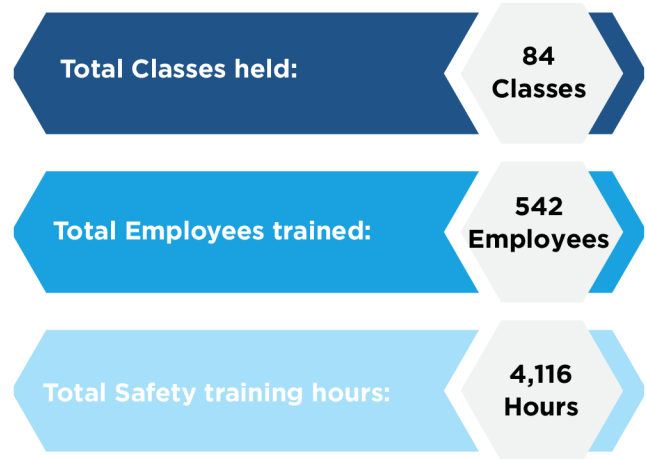 Total Classes held:
84
Classes
Total Employees trained:
542
Employees
Total Safety training hours:
4,116
Hours